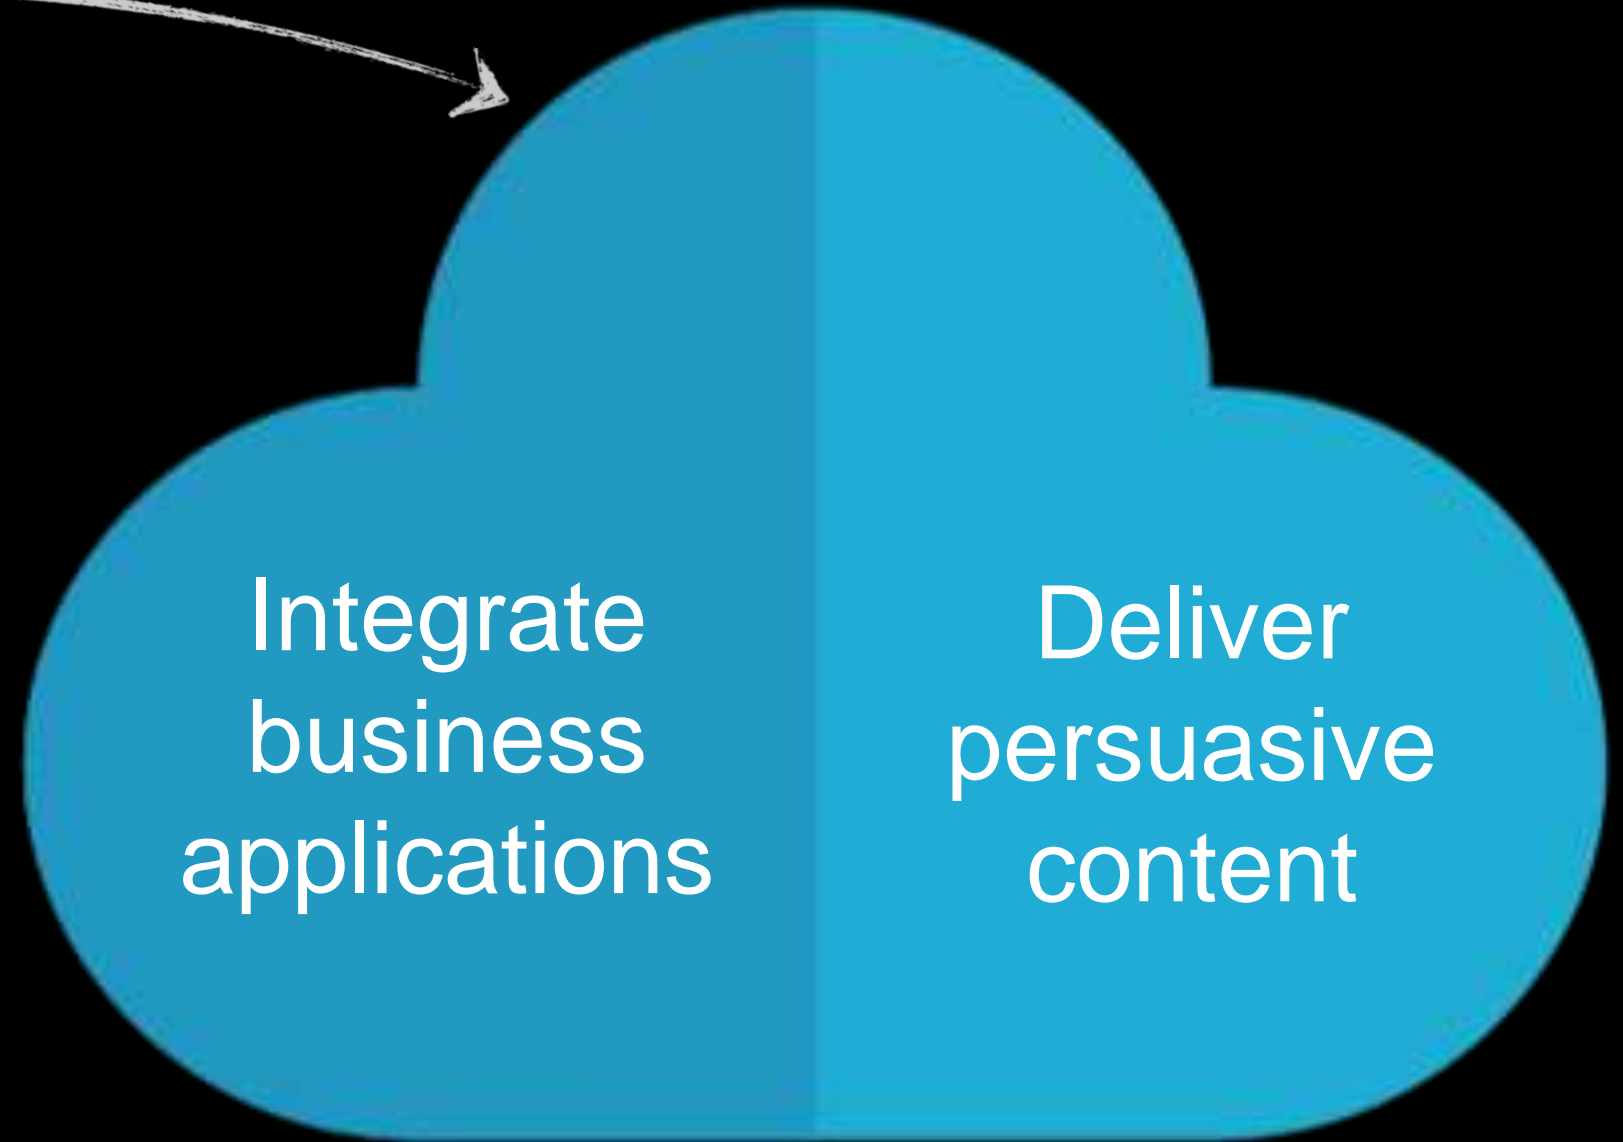 Integrate
business
applications
Deliver
persuasive
content